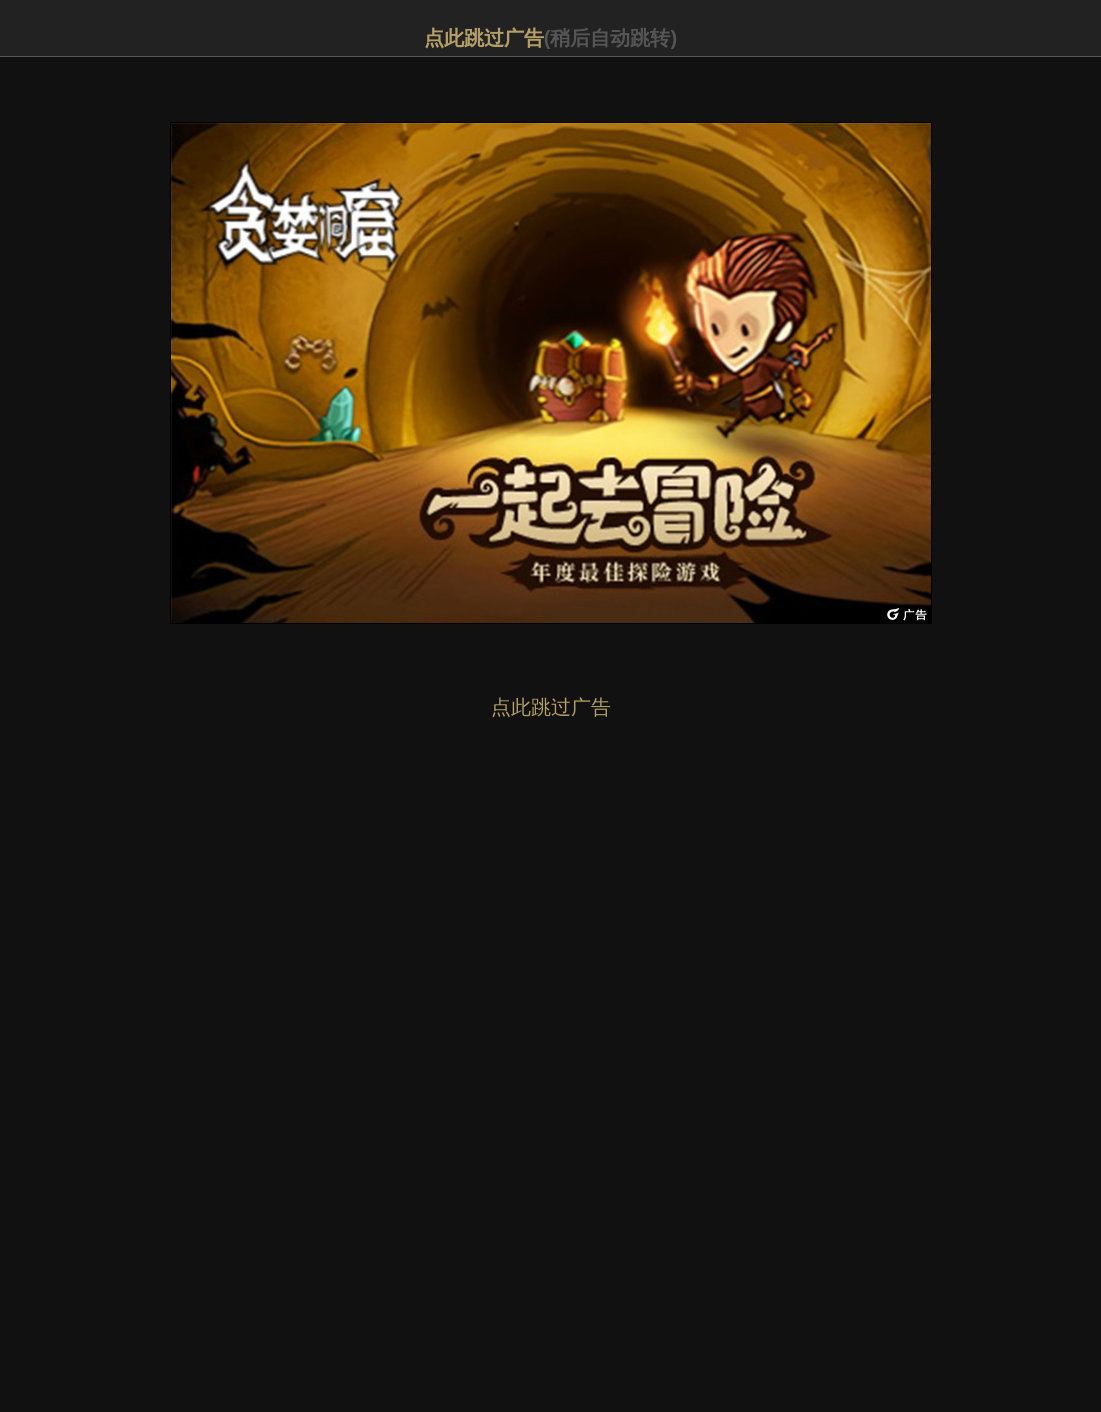 点此跳过广告(稍后自动跳转)
贪婪洞窟
一起去冒险
年度最佳探险游戏
广告
点此跳过广告